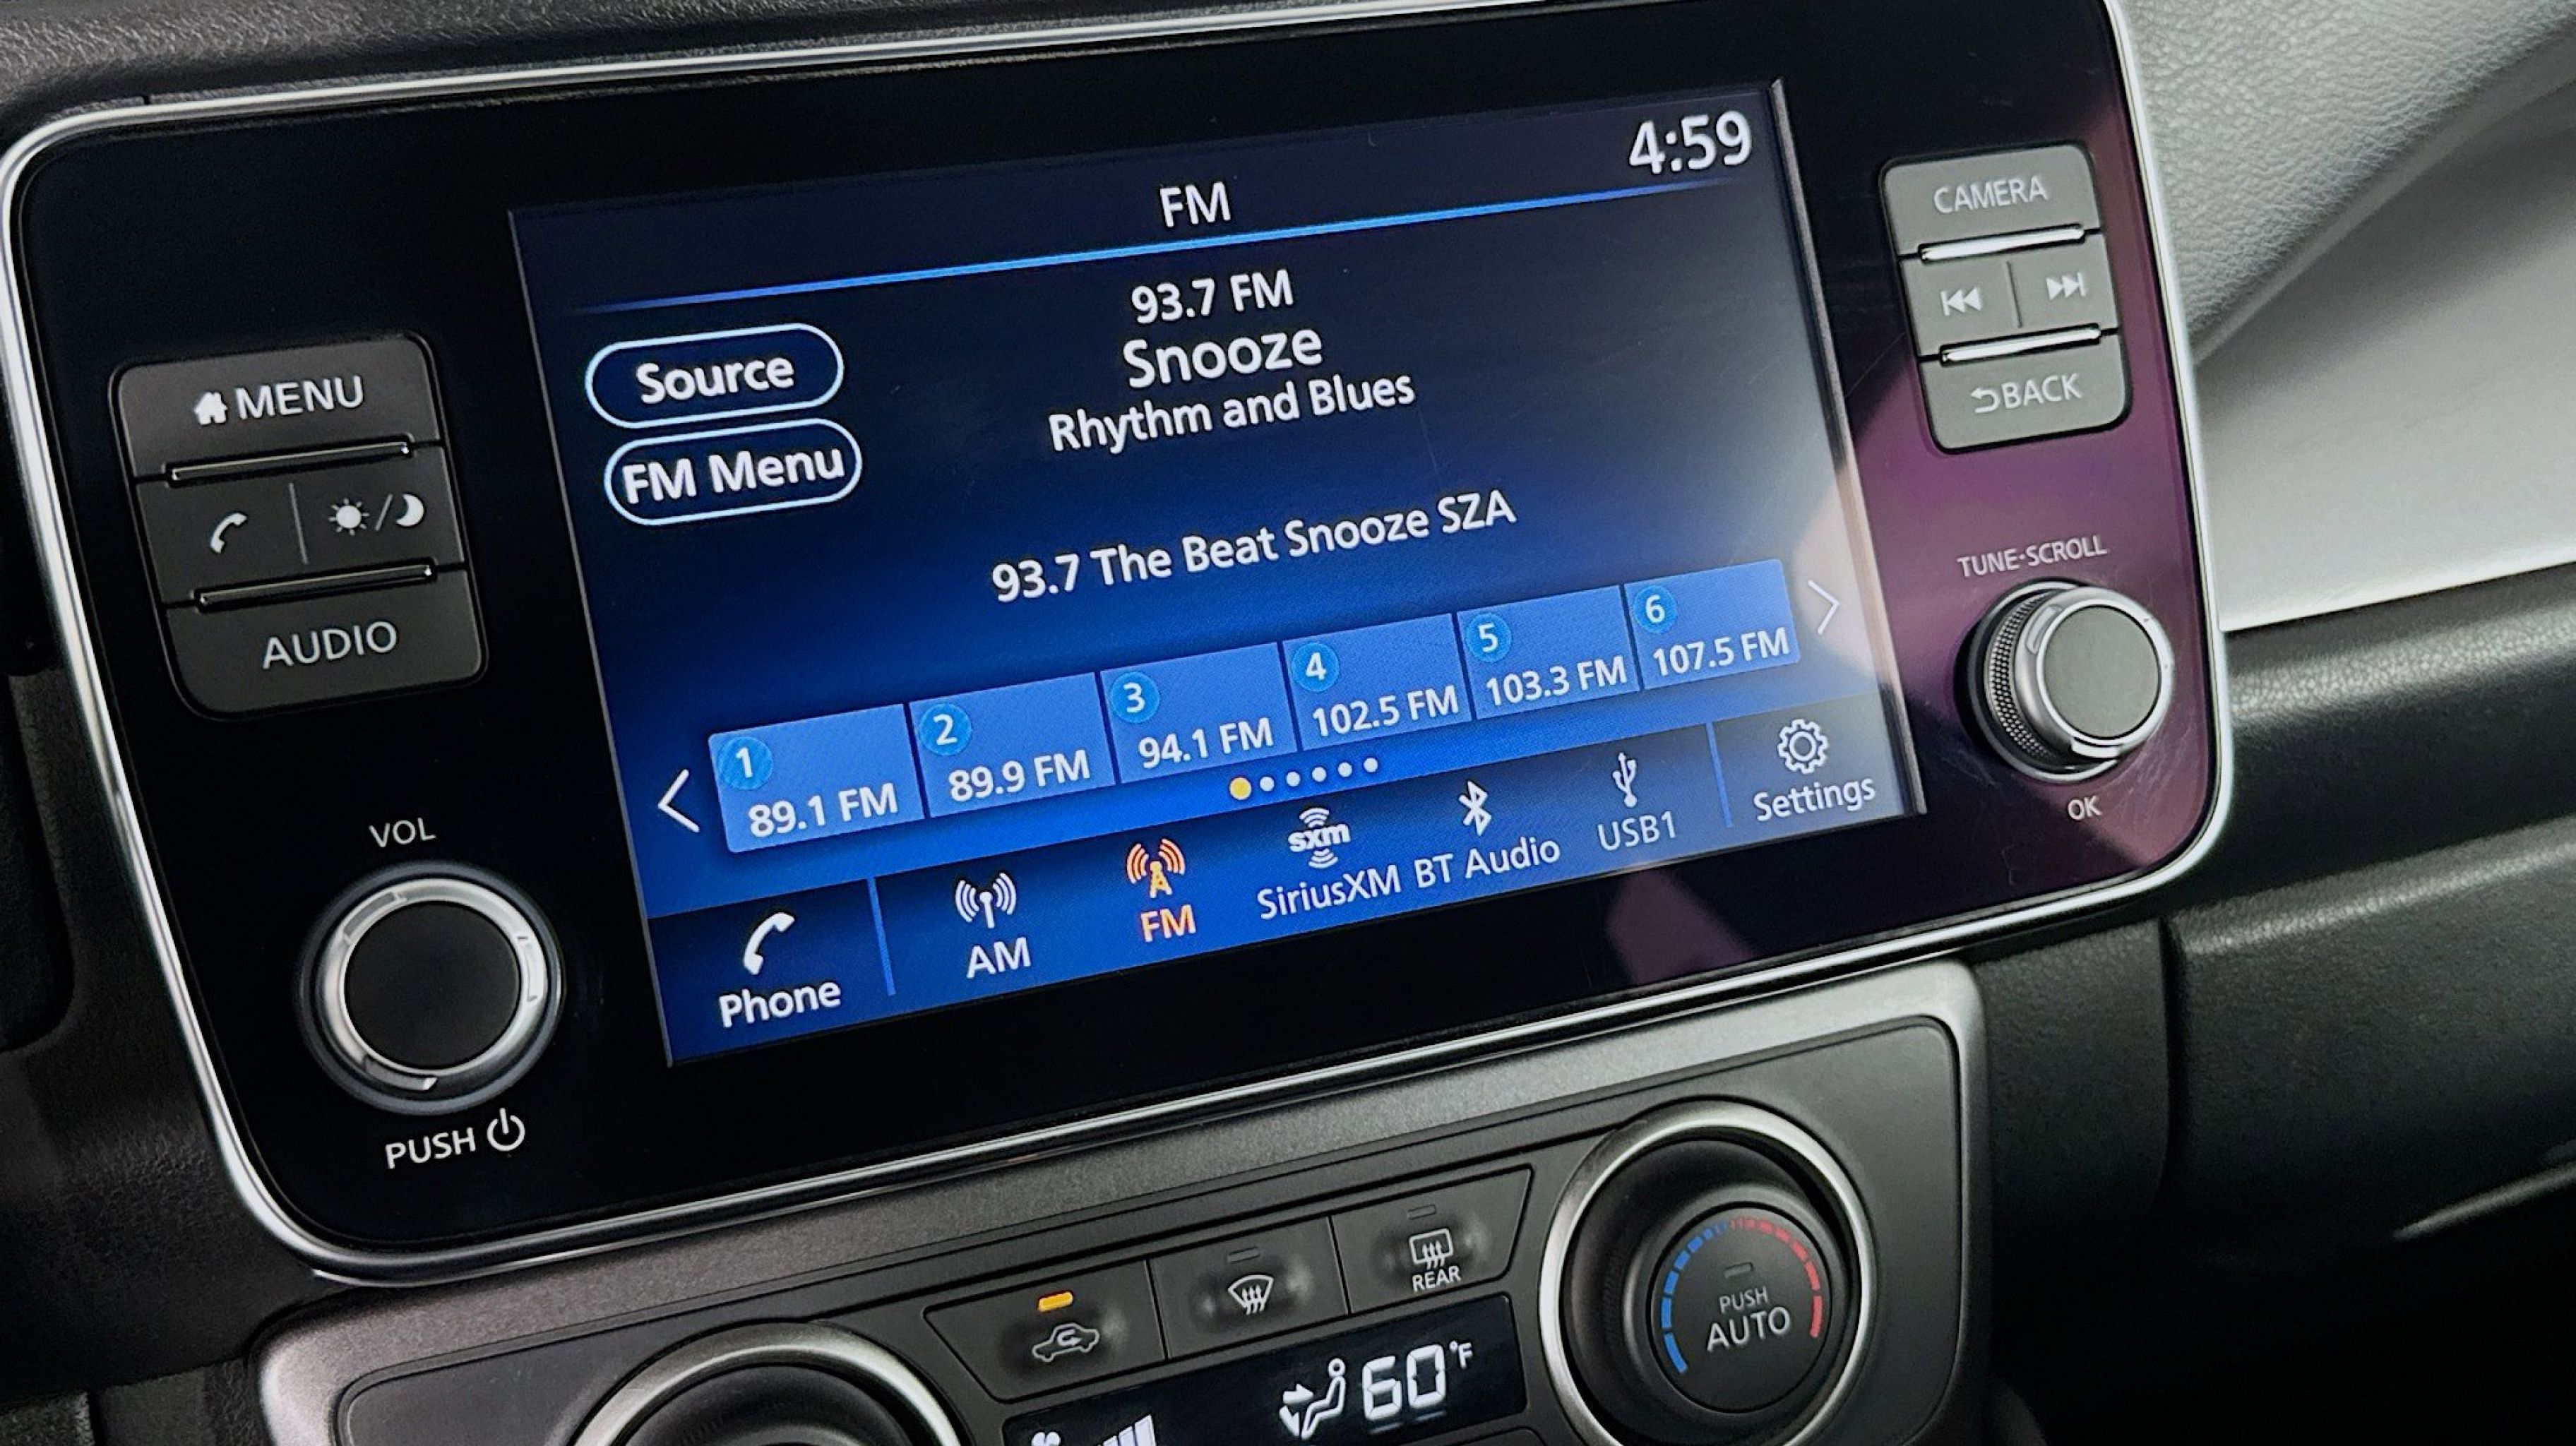 4:59
FM
93.7 FM
Snooze
Rhythm and Blues
Source
FM Menu
93.7 The Beat Snooze SZA
1
89.1 FM
2
89.9 FM
3
94.1 FM
4
102.5 FM
5
103.3 FM
6
107.5 FM
Phone
AM
FM
sxm
SiriusXM
BT Audio
USB1
Settings
MENU
AUDIO
VOL
PUSH
CAMERA
BACK
TUNE·SCROLL
OK
REAR
60°F
PUSH
AUTO